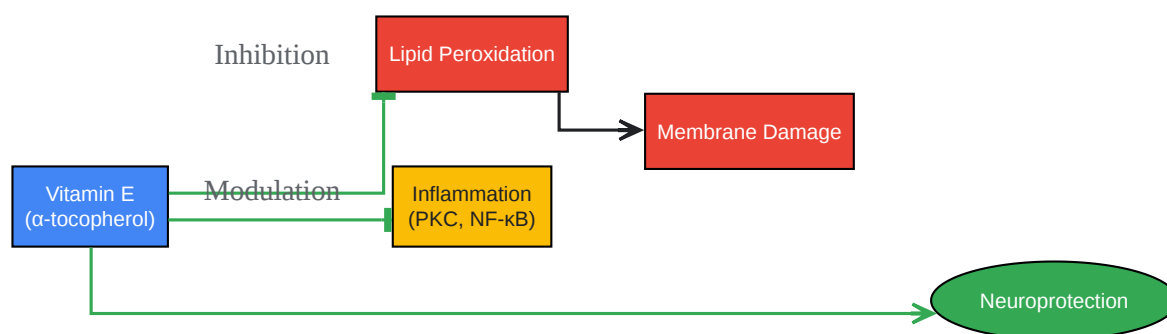 Inhibition
Lipid Peroxidation
Membrane Damage
Vitamin E
(α-tocopherol)
Modulation
Inflammation
(PKC, NF-κB)
Neuroprotection